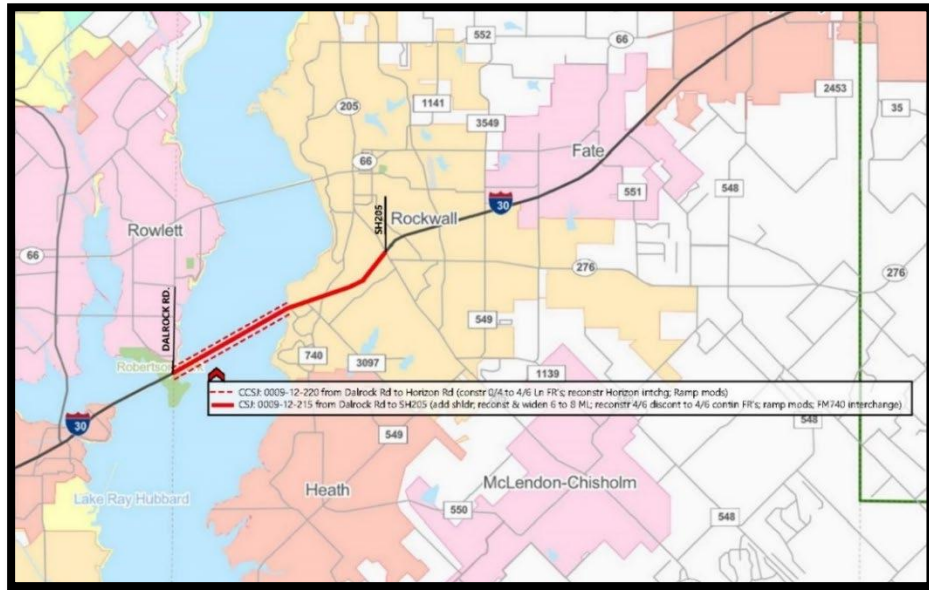 552
66
2453
205
1141
35
3549
Fate
66
551
548
30
SH205
Rockwall
Rowlett
66
276
276
DALROCK RD.
549
740
3097
1139
Roberts
CCSJ: 0009-12-220 from Dalrock Rd to Horizon Rd (constr 0/4 to 4/6 Ln FR's; reconstr Horizon intchg; Ramp mods)
CSJ: 0009-12-215 from Dalrock Rd to SH205 (add shldr; reconst & widen 6 to 8 ML; reconstr 4/6 discont to 4/6 contin FR's; ramp mods; FM740 interchange)
30
549
548
Lake Ray Hubbard
Heath
McLendon-Chisholm
550
548